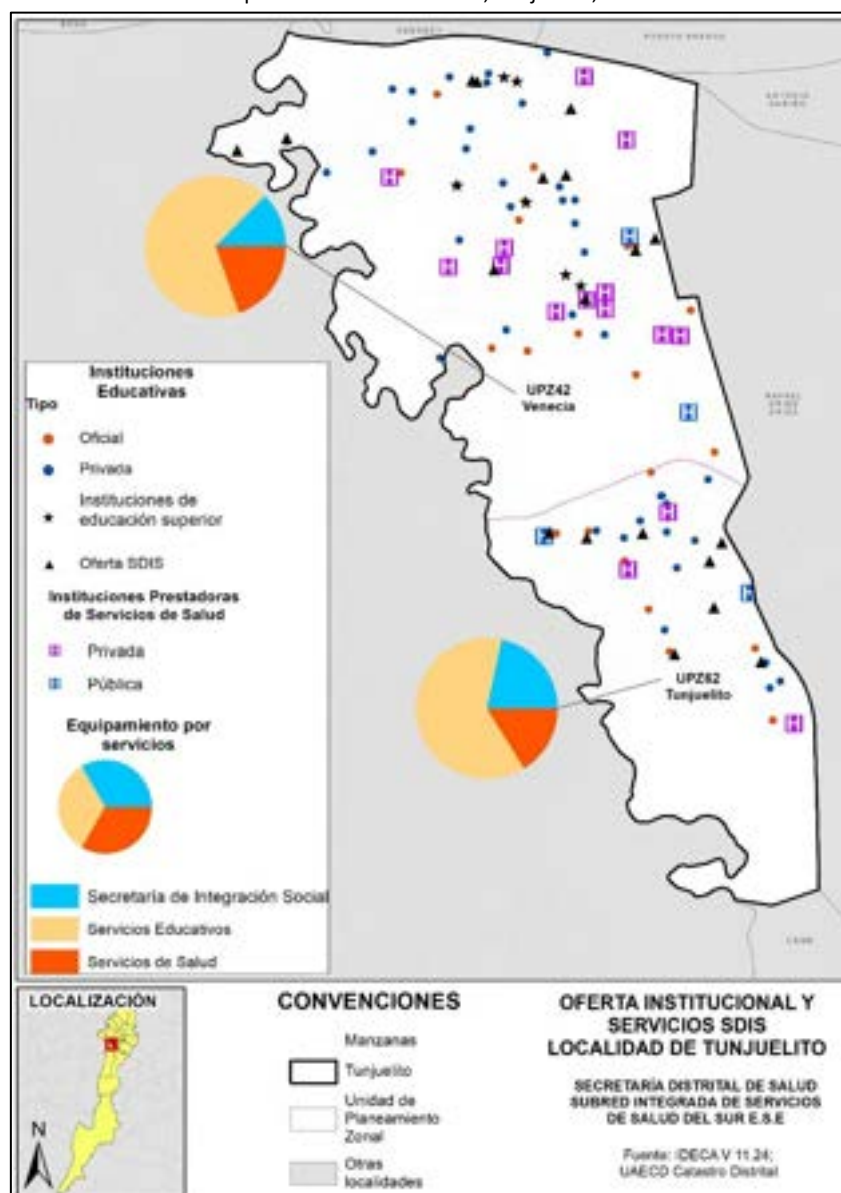 UPZ42
Venecia
UPZ62
Tunjuelito
Instituciones
Educativas
Tipo
Oficial
Privada
Instituciones de
educación superior
Oferta SDIS
Instituciones Prestadoras
de Servicios de Salud
H Privada
H Pública
Equipamiento por
servicios
Secretaría de Integración Social
Servicios Educativos
Servicios de Salud
LOCALIZACIÓN
N
CONVENCIONES
Manzanas
Tunjuelito
Unidad de
Planeamiento
Zonal
Otras
localidades
OFERTA INSTITUCIONAL Y
SERVICIOS SDIS
LOCALIDAD DE TUNJUELITO
SECRETARÍA DISTRITAL DE SALUD
SUBRED INTEGRADA DE SERVICIOS
DE SALUD DEL SUR E.S.E
Fuente: IDECA V 11.24;
UAECD Catastro Distrital